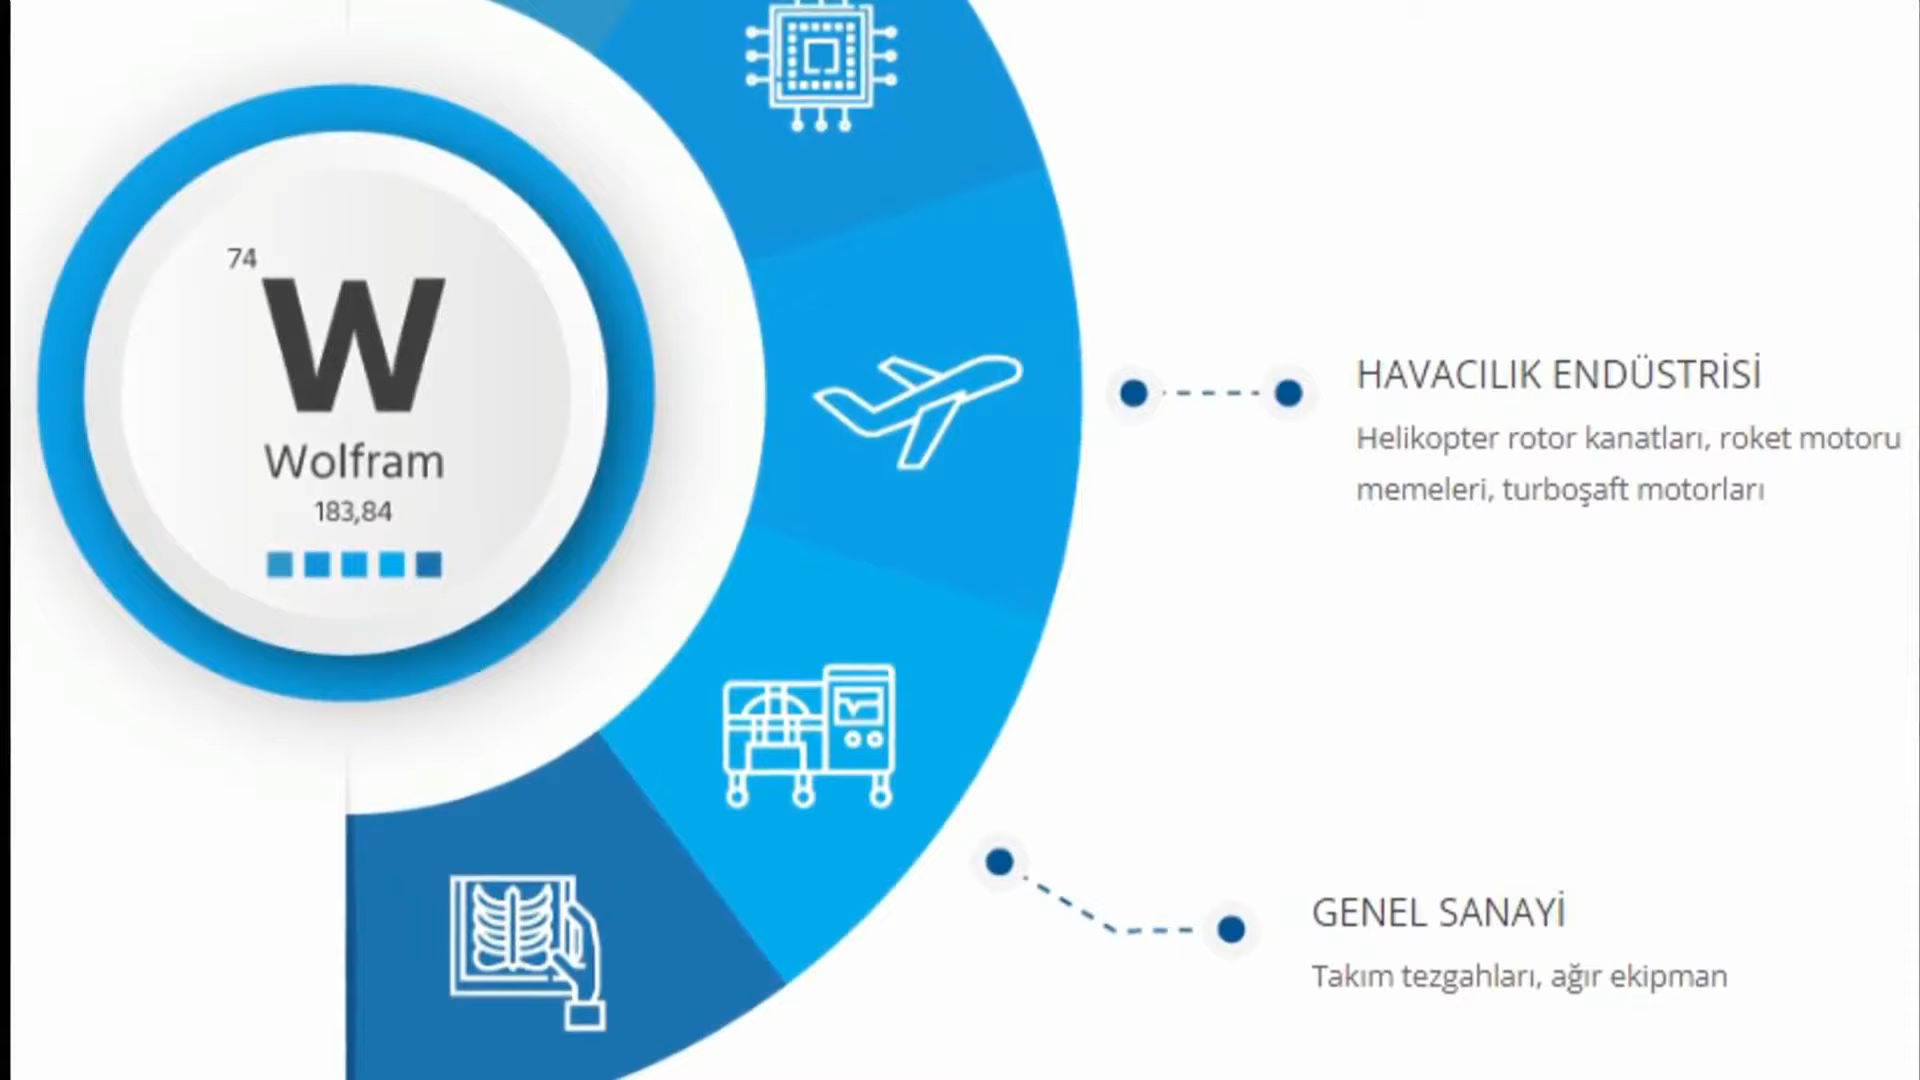 74
W
Wolfram
183,84
HAVACILIK ENDÜSTRİSİ
Helikopter rotor kanatları, roket motoru
memeleri, turboşaft motorları
GENEL SANAYİ
Takım tezgahları, ağır ekipman